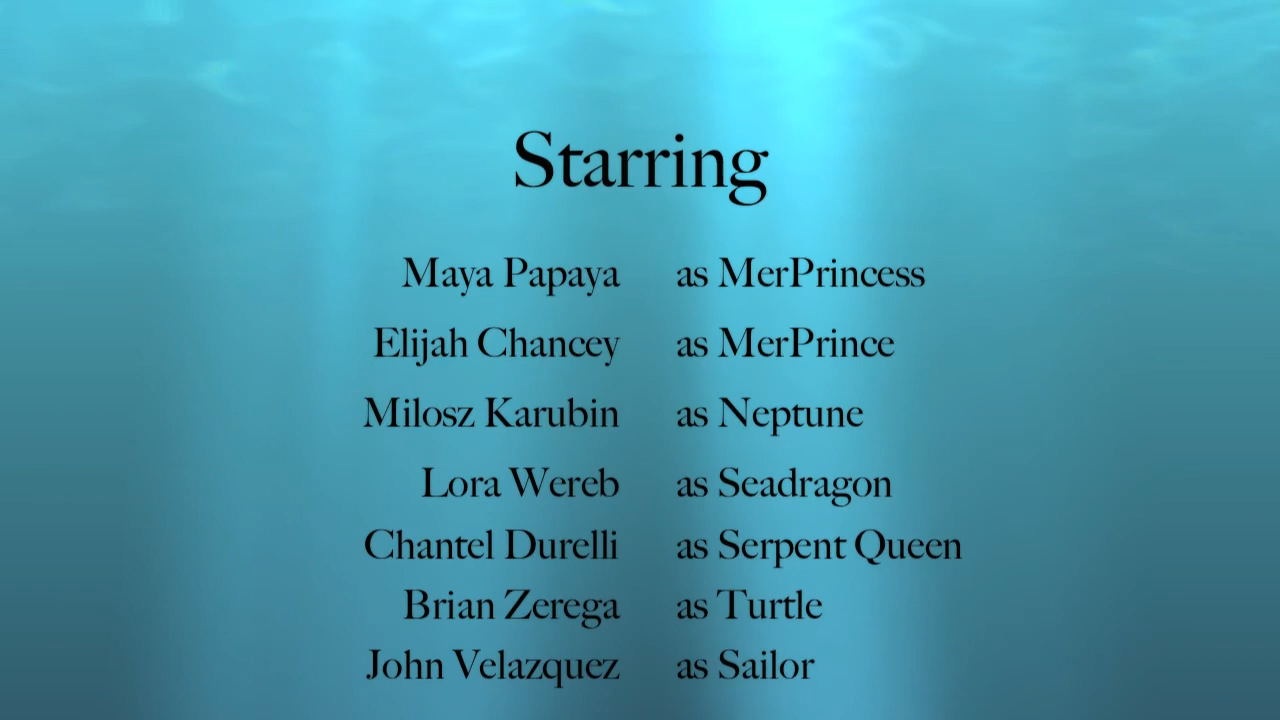 Starring
Maya Papaya as MerPrincess
Elijah Chancey as MerPrince
Milosz Karubin as Neptune
Lora Wereb as Seadragon
Chantel Durelli as Serpent Queen
Brian Zerega as Turtle
John Velazquez as Sailor